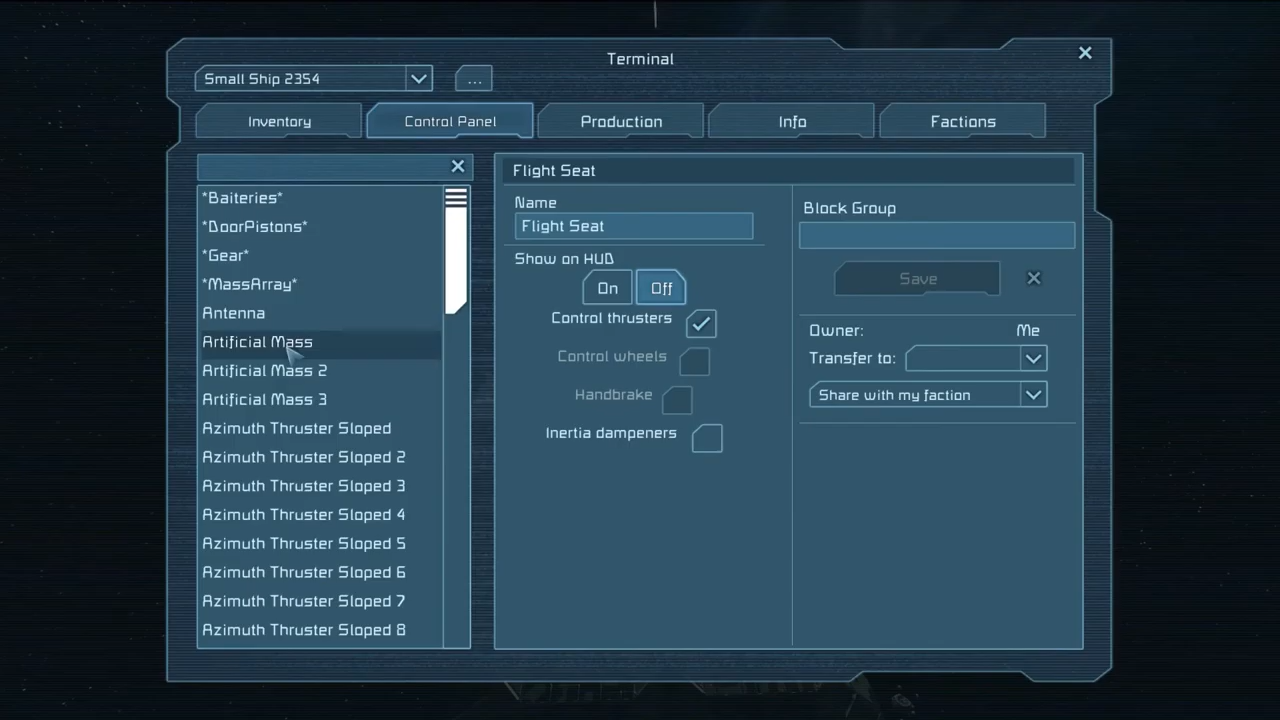 Terminal
Small Ship 2354
...
Inventory
Control Panel
Production
Info
Factions
*Baiteries*
*DoorPistons*
*Gear*
*MassArray*
Antenna
Artificial Mass
Artificial Mass 2
Artificial Mass 3
Azimuth Thruster Sloped
Azimuth Thruster Sloped 2
Azimuth Thruster Sloped 3
Azimuth Thruster Sloped 4
Azimuth Thruster Sloped 5
Azimuth Thruster Sloped 6
Azimuth Thruster Sloped 7
Azimuth Thruster Sloped 8
Flight Seat
Name
Flight Seat
Show on HUD
On Off
Control thrusters
Control wheels
Handbrake
Inertia dampeners
Block Group
Save
Owner: Me
Transfer to:
Share with my faction